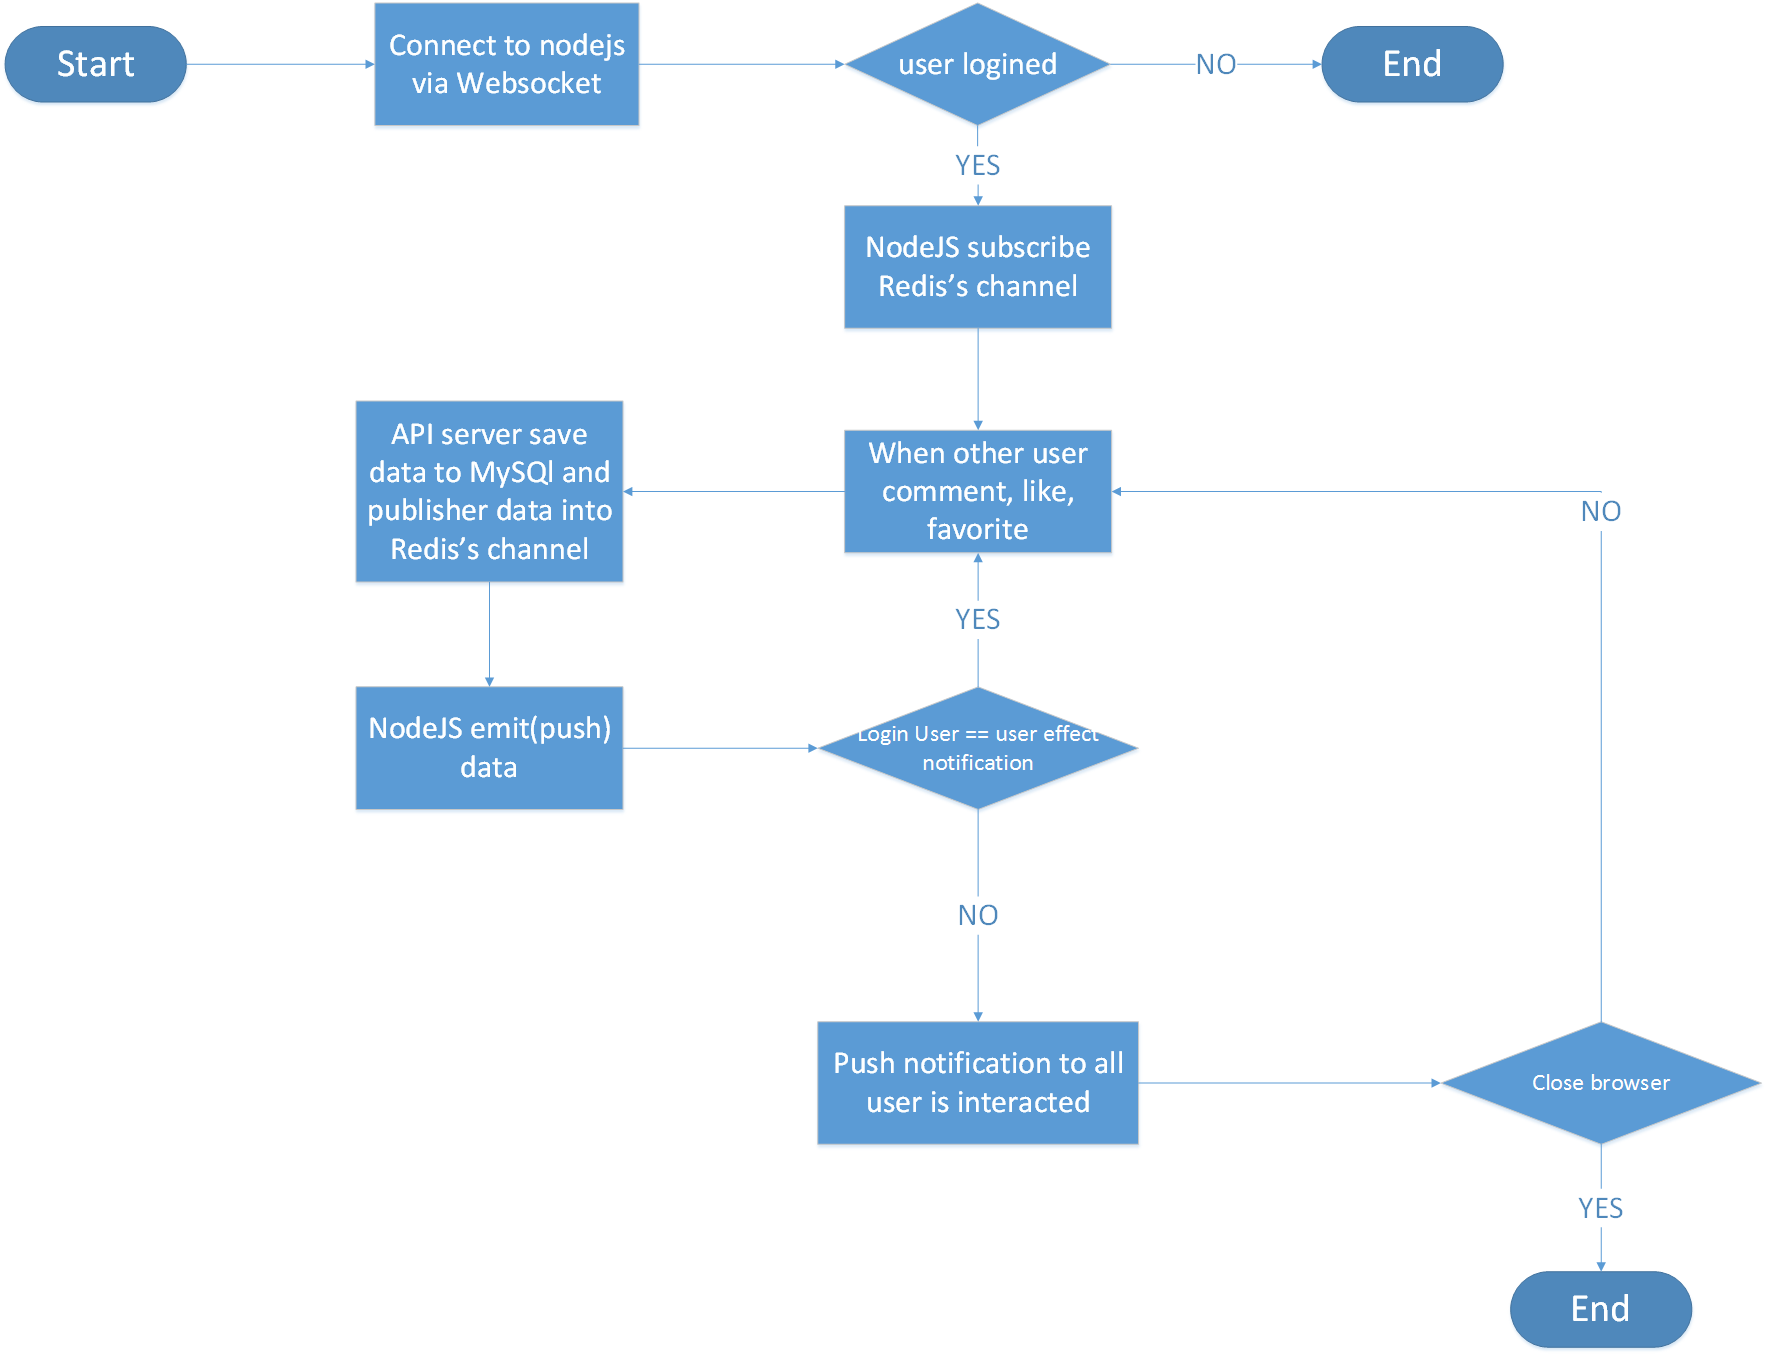 Start
Connect to nodejs
via Websocket
user logined
NO
End
YES
NodeJS subscribe
Redis’s channel
When other user
comment, like,
favorite
API server save
data to MySQl and
publisher data into
Redis’s channel
NO
YES
NodeJS emit(push)
data
Login User == user effect
notification
NO
Push notification to all
user is interacted
Close browser
YES
End